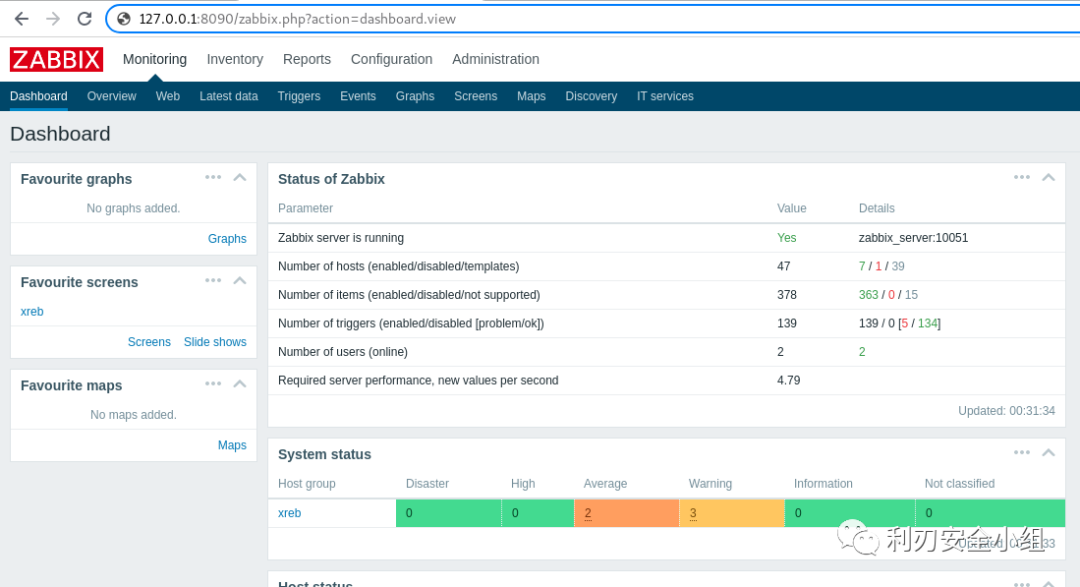 127.0.0.1:8090/zabbix.php?action=dashboard.view
ZABBIX Monitoring Inventory Reports Configuration Administration
Dashboard Overview Web Latest data Triggers Events Graphs Screens Maps Discovery IT services
Dashboard
Favourite graphs
No graphs added.
Graphs
Favourite screens
xreb
Screens Slide shows
Favourite maps
No maps added.
Maps
Status of Zabbix
Parameter Value Details
Zabbix server is running Yes zabbix_server:10051
Number of hosts (enabled/disabled/templates) 47 7 / 1 / 39
Number of items (enabled/disabled/not supported) 378 363 / 0 / 15
Number of triggers (enabled/disabled [problem/ok]) 139 139 / 0 [5 / 134]
Number of users (online) 2 2
Required server performance, new values per second 4.79
Updated: 00:31:34
System status
Host group Disaster High Average Warning Information Not classified
xreb 0 0 2 3 0 0
利刃安全小组
Host status